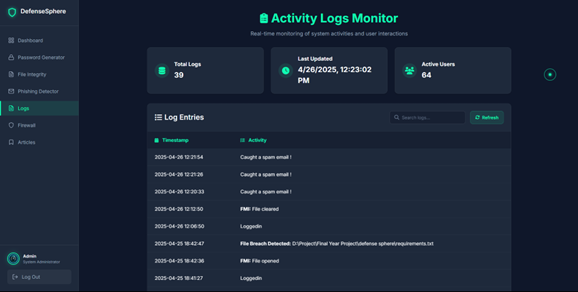 DefenseSphere
Dashboard
Password Generator
File Integrity
Phishing Detector
Logs
Firewall
Articles
Admin
System Administrator
Log Out
Activity Logs Monitor
Real-time monitoring of system activities and user interactions
Total Logs
39
Last Updated
4/26/2025, 12:23:02
PM
Active Users
64
Log Entries
Search logs...
Refresh
Timestamp Activity
2025-04-26 12:21:54 Caught a spam email !
2025-04-26 12:21:26 Caught a spam email !
2025-04-26 12:20:33 Caught a spam email !
2025-04-26 12:12:50 FMI: File cleared
2025-04-26 12:06:50 Loggedin
2025-04-25 18:42:47 File Breach Detected: D:\Project\Final Year Project\defense sphere\requirements.txt
2025-04-25 18:42:36 FMI: File opened
2025-04-25 18:41:27 Loggedin